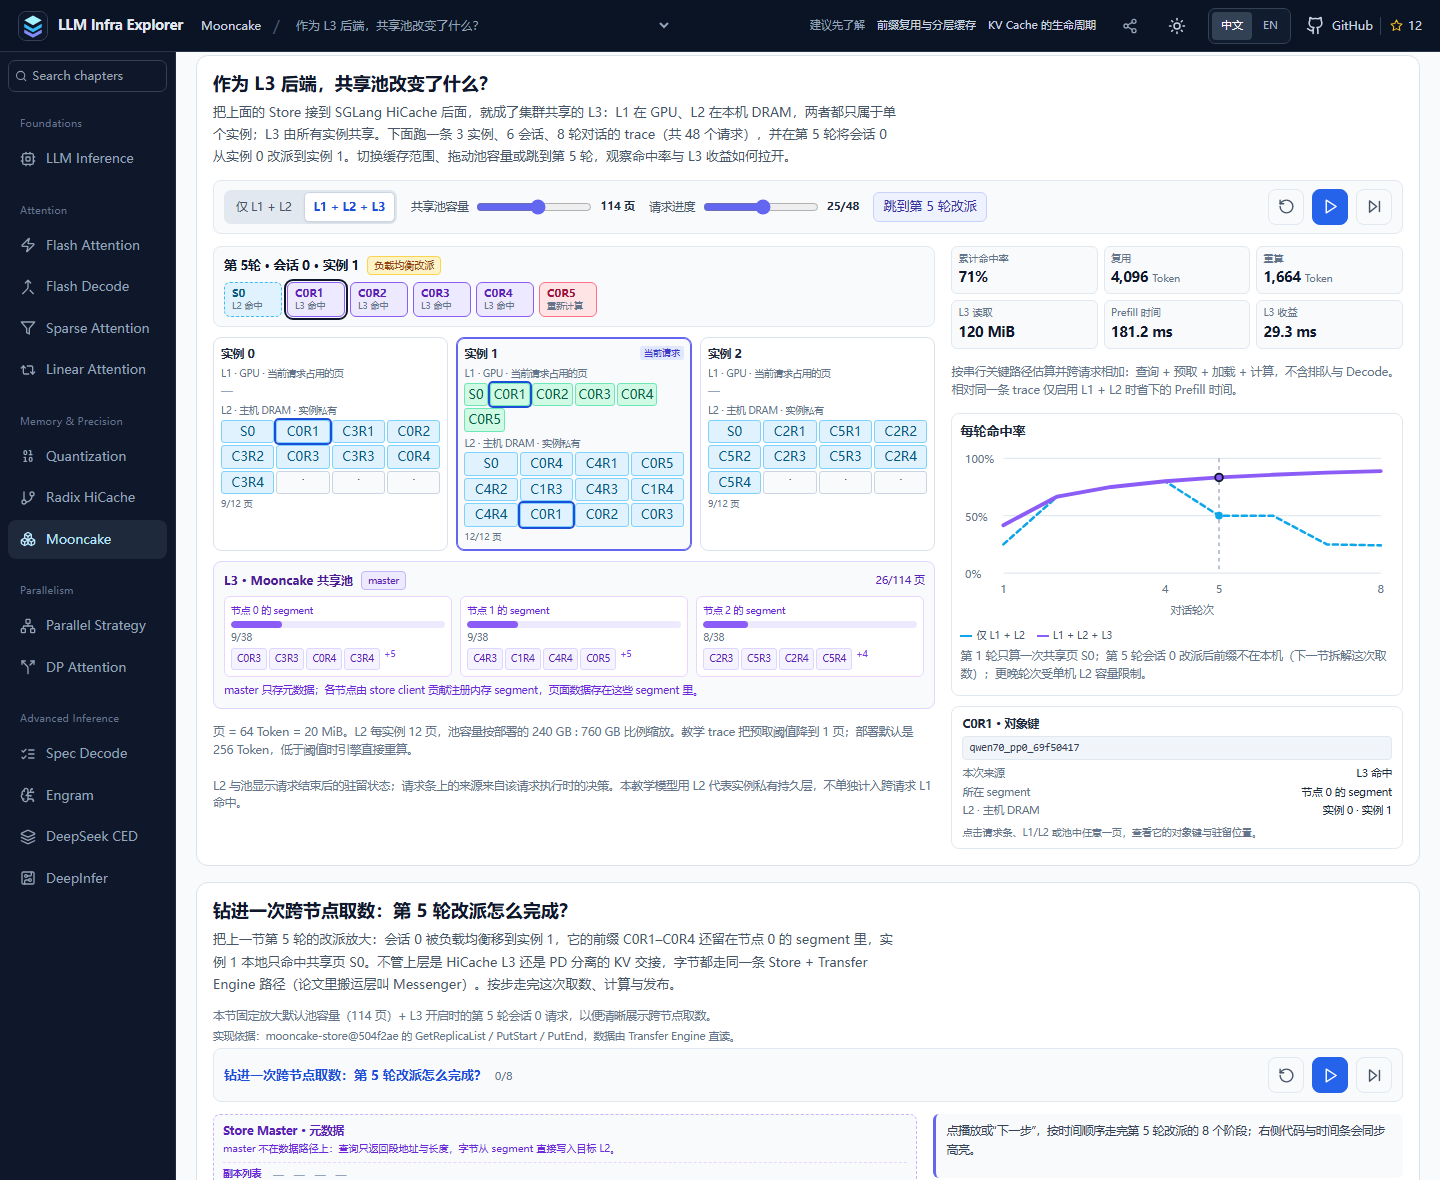 LLM Infra Explorer
Mooncake / 作为 L3 后端，共享池改变了什么？
建议先了解 前缀复用与分层缓存 KV Cache 的生命周期
中文 EN GitHub 12
Search chapters
Foundations
LLM Inference
Attention
Flash Attention
Flash Decode
Sparse Attention
Linear Attention
Memory & Precision
Quantization
Radix HiCache
Mooncake
Parallelism
Parallel Strategy
DP Attention
Advanced Inference
Spec Decode
Engram
DeepSeek CED
DeepInfer
作为 L3 后端，共享池改变了什么？
把上面的 Store 接到 SGLang HiCache 后面，就成了集群共享的 L3：L1 在 GPU、L2 在本机 DRAM，两者都只属于单
个实例；L3 由所有实例共享。下面跑一条 3 实例、6 会话、8 轮对话的 trace（共 48 个请求），并在第 5 轮将会话 0
从实例 0 改派到实例 1。切换缓存范围、拖动池容量或跳到第 5 轮，观察命中率与 L3 收益如何拉开。
仅 L1 + L2 L1 + L2 + L3 共享池容量 114 页 请求进度 25/48 跳到第 5 轮改派
第 5轮 • 会话 0 • 实例 1 负载均衡改派
S0 C0R1 C0R2 C0R3 C0R4 C0R5
L2 命中 L3 命中 L3 命中 L3 命中 L3 命中 重新计算
实例 0
L1 · GPU · 当前请求占用的页
—
L2 · 主机 DRAM · 实例私有
S0 C0R1 C3R1 C0R2
C3R2 C0R3 C3R3 C0R4
C3R4 · · ·
9/12 页
实例 1 当前请求
L1 · GPU · 当前请求占用的页
S0 C0R1 C0R2 C0R3 C0R4
C0R5
L2 · 主机 DRAM · 实例私有
S0 C0R4 C4R1 C0R5
C4R2 C1R3 C4R3 C1R4
C4R4 C0R1 C0R2 C0R3
12/12 页
实例 2
L1 · GPU · 当前请求占用的页
—
L2 · 主机 DRAM · 实例私有
S0 C2R1 C5R1 C2R2
C5R2 C2R3 C5R3 C2R4
C5R4 · · ·
9/12 页
L3 • Mooncake 共享池 master 26/114 页
节点 0 的 segment
9/38
C0R3 C3R3 C0R4 C3R4 +5
节点 1 的 segment
9/38
C4R3 C1R4 C4R4 C0R5 +5
节点 2 的 segment
8/38
C2R3 C5R3 C2R4 C5R4 +4
master 只存元数据；各节点由 store client 贡献注册内存 segment，页面数据存在这些 segment 里。
页 = 64 Token = 20 MiB。L2 每实例 12 页，池容量按部署的 240 GB : 760 GB 比例缩放。教学 trace 把预取阈值降到 1 页；部署默认是
256 Token，低于阈值时引擎直接重算。
L2 与池显示请求结束后的驻留状态；请求条上的来源来自该请求执行时的决策。本教学模型用 L2 代表实例私有持久层，不单独计入跨请求 L1
命中。
累计命中率
71%
复用
4,096 Token
重算
1,664 Token
L3 读取
120 MiB
Prefill 时间
181.2 ms
L3 收益
29.3 ms
按串行关键路径估算并跨请求相加：查询 + 预取 + 加载 + 计算，不含排队与 Decode。
相对同一条 trace 仅启用 L1 + L2 时省下的 Prefill 时间。
每轮命中率
100%
50%
0%
1 4 5 8
对话轮次
仅 L1 + L2 L1 + L2 + L3
第 1 轮只算一次共享页 S0；第 5 轮会话 0 改派后前缀不在本机（下一节拆解这次取
数）；更晚轮次受单机 L2 容量限制。
C0R1 • 对象键
qwen70_pp0_69f50417
本次来源 L3 命中
所在 segment 节点 0 的 segment
L2 · 主机 DRAM 实例 0 · 实例 1
点击请求条、L1/L2 或池中任意一页，查看它的对象键与驻留位置。
钻进一次跨节点取数：第 5 轮改派怎么完成？
把上一节第 5 轮的改派放大：会话 0 被负载均衡移到实例 1，它的前缀 C0R1–C0R4 还留在节点 0 的 segment 里，实
例 1 本地只命中共享页 S0。不管上层是 HiCache L3 还是 PD 分离的 KV 交接，字节都走同一条 Store + Transfer
Engine 路径（论文里搬运层叫 Messenger）。按步走完这次取数、计算与发布。
本节固定放大默认池容量（114 页）+ L3 开启时的第 5 轮会话 0 请求，以便清晰展示跨节点取数。
实现依据：mooncake-store@504f2ae 的 GetReplicaList / PutStart / PutEnd，数据由 Transfer Engine 直读。
钻进一次跨节点取数：第 5 轮改派怎么完成？ 0/8
Store Master • 元数据
master 不在数据路径上：查询只返回段地址与长度，字节从 segment 直接写入目标 L2。
副本列表 — — — —
点播放或“下一步”，按时间顺序走完第 5 轮改派的 8 个阶段；右侧代码与时间条会同步
高亮。